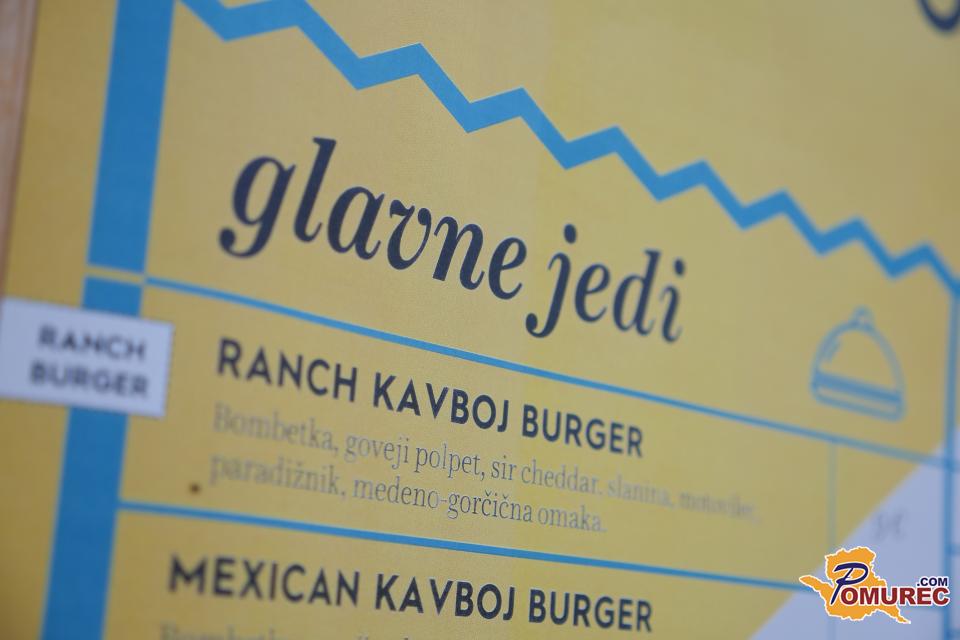 glavne jedi
RANCH
BURGER
RANCH KAVBOJ BURGER
Bombetka, goveji polpet, sir cheddar, slanina, motovilec,
paradižnik, medeno-gorčična omaka.
MEXICAN KAVBOJ BURGER
POMUREC.COM